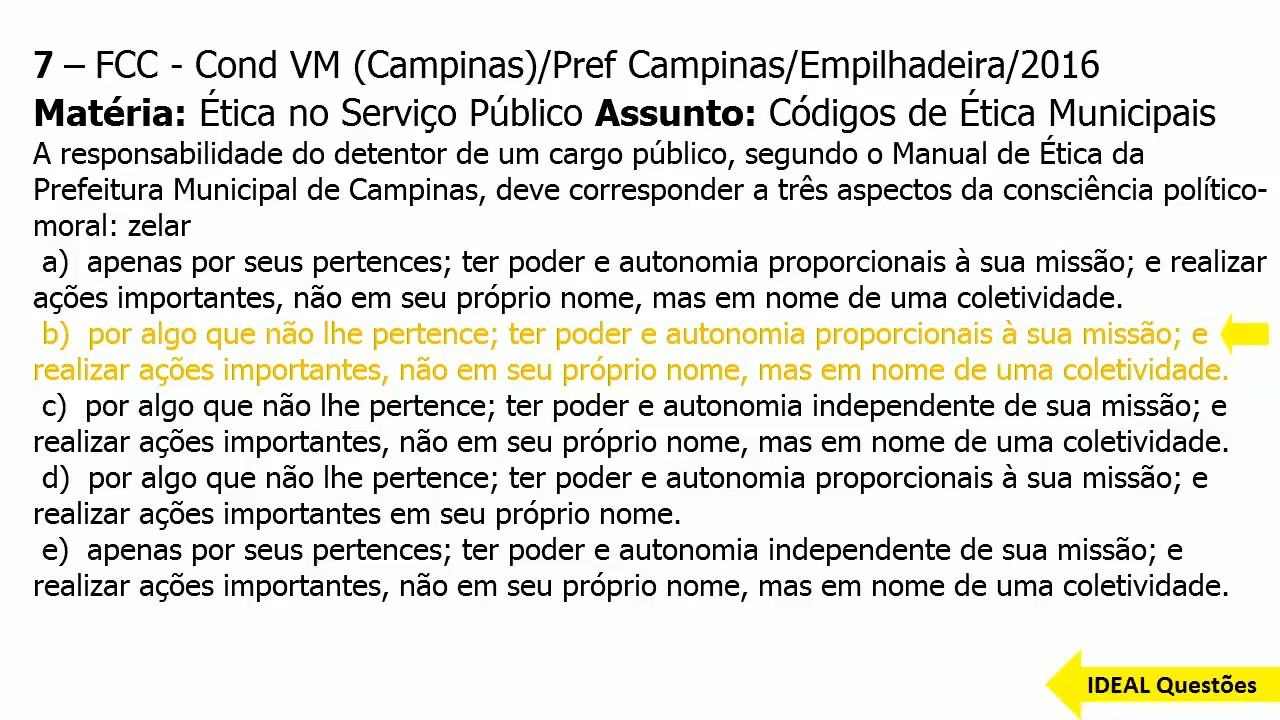 7 – FCC - Cond VM (Campinas)/Pref Campinas/Empilhadeira/2016
Matéria: Ética no Serviço Público Assunto: Códigos de Ética Municipais
A responsabilidade do detentor de um cargo público, segundo o Manual de Ética da
Prefeitura Municipal de Campinas, deve corresponder a três aspectos da consciência político-
moral: zelar
a) apenas por seus pertences; ter poder e autonomia proporcionais à sua missão; e realizar
ações importantes, não em seu próprio nome, mas em nome de uma coletividade.
b) por algo que não lhe pertence; ter poder e autonomia proporcionais à sua missão; e
realizar ações importantes, não em seu próprio nome, mas em nome de uma coletividade.
c) por algo que não lhe pertence; ter poder e autonomia independente de sua missão; e
realizar ações importantes, não em seu próprio nome, mas em nome de uma coletividade.
d) por algo que não lhe pertence; ter poder e autonomia proporcionais à sua missão; e
realizar ações importantes em seu próprio nome.
e) apenas por seus pertences; ter poder e autonomia independente de sua missão; e
realizar ações importantes, não em seu próprio nome, mas em nome de uma coletividade.
IDEAL Questões